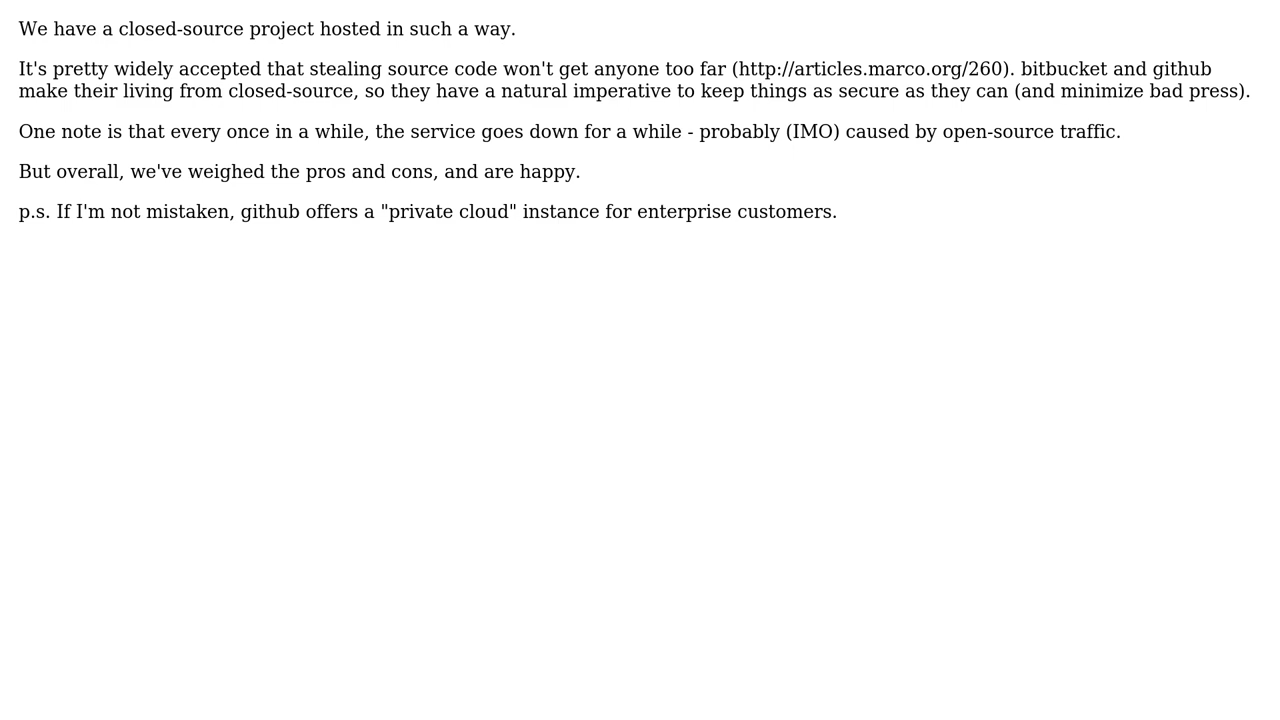 We have a closed-source project hosted in such a way.
It's pretty widely accepted that stealing source code won't get anyone too far (http://articles.marco.org/260). bitbucket and github
make their living from closed-source, so they have a natural imperative to keep things as secure as they can (and minimize bad press).
One note is that every once in a while, the service goes down for a while - probably (IMO) caused by open-source traffic.
But overall, we've weighed the pros and cons, and are happy.
p.s. If I'm not mistaken, github offers a "private cloud" instance for enterprise customers.